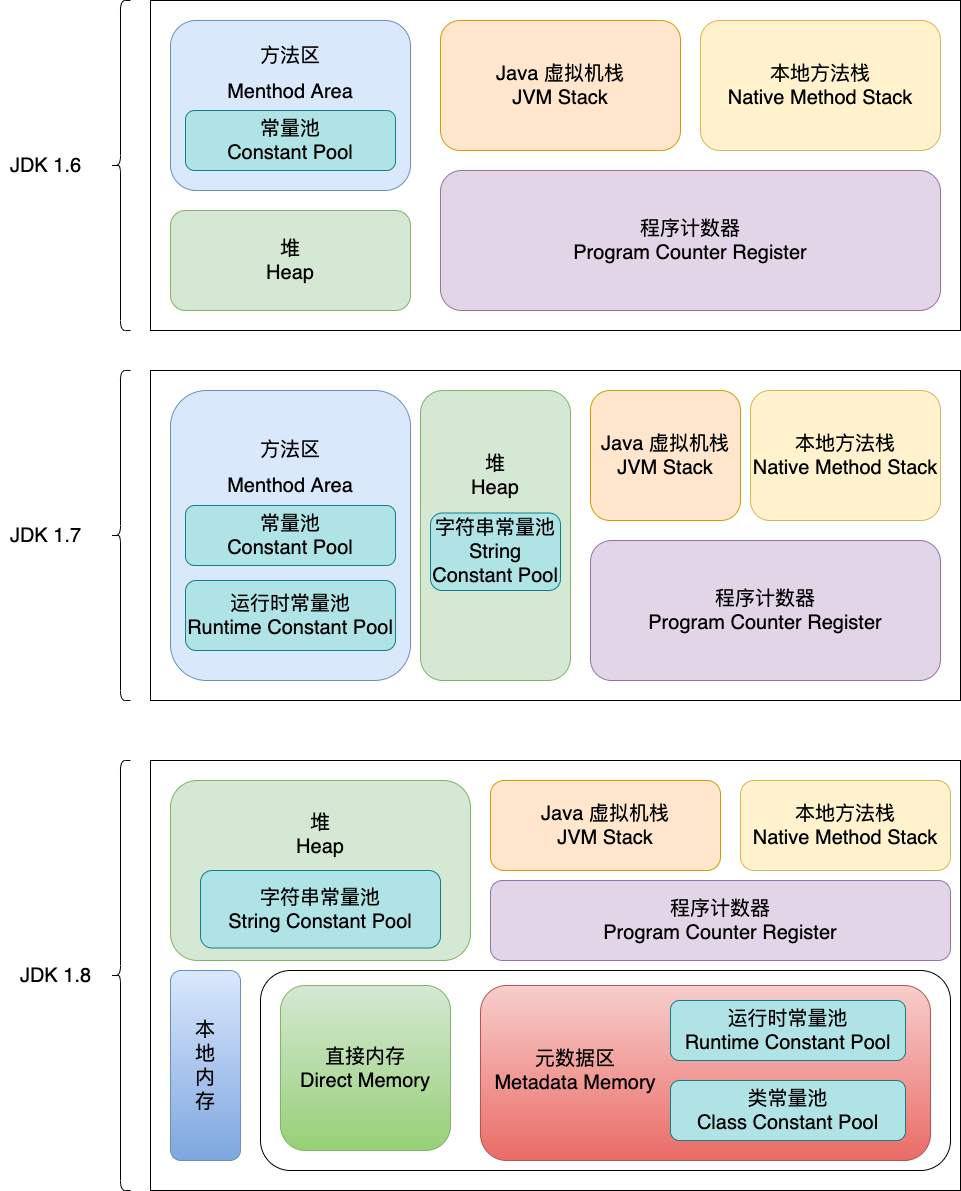 JDK 1.6
方法区
Menthod Area
常量池
Constant Pool
堆
Heap
Java 虚拟机栈
JVM Stack
本地方法栈
Native Method Stack
程序计数器
Program Counter Register
JDK 1.7
方法区
Menthod Area
常量池
Constant Pool
运行时常量池
Runtime Constant Pool
堆
Heap
字符串常量池
String
Constant Pool
Java 虚拟机栈
JVM Stack
本地方法栈
Native Method Stack
程序计数器
Program Counter Register
JDK 1.8
堆
Heap
字符串常量池
String Constant Pool
Java 虚拟机栈
JVM Stack
本地方法栈
Native Method Stack
程序计数器
Program Counter Register
本
地
内
存
直接内存
Direct Memory
元数据区
Metadata Memory
运行时常量池
Runtime Constant Pool
类常量池
Class Constant Pool